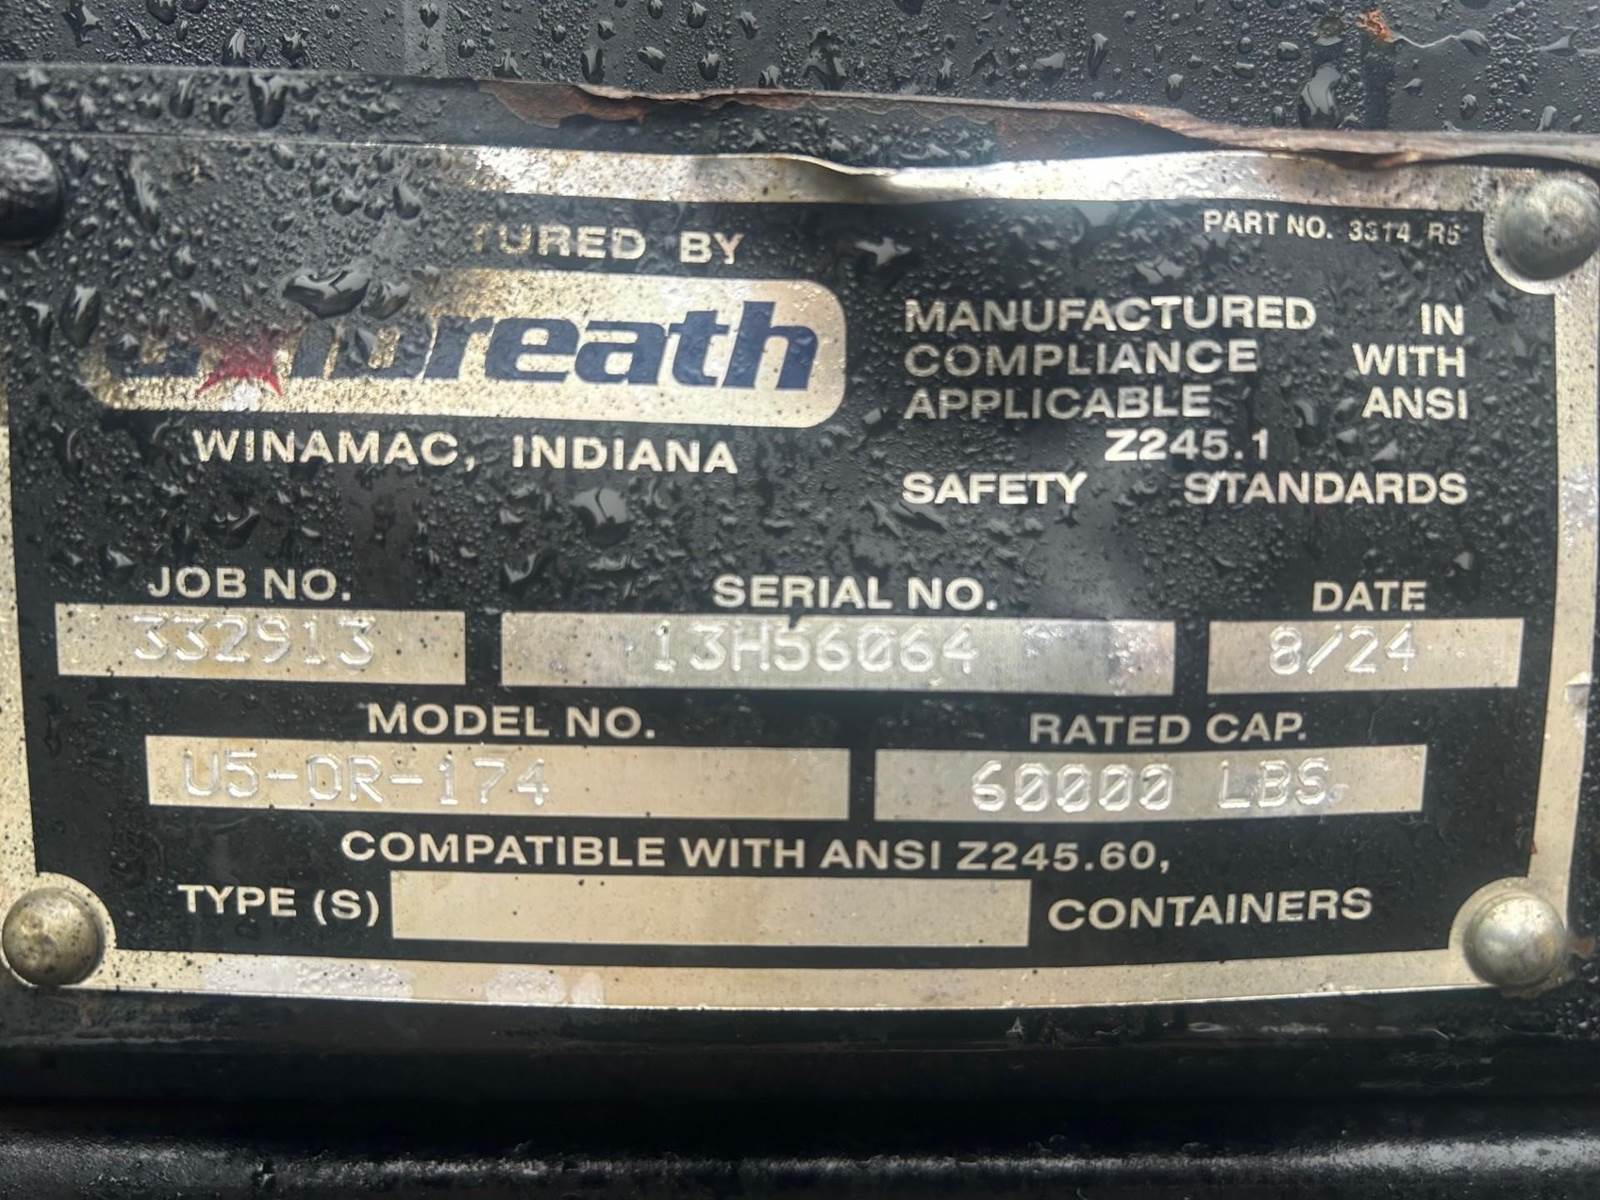 TURED BY
PART NO. 3314 R5
Galbreath
WINAMAC, INDIANA
MANUFACTURED IN
COMPLIANCE WITH
APPLICABLE ANSI
Z245.1
SAFETY STANDARDS
JOB NO. SERIAL NO. DATE
332913 13H56064 8/24
MODEL NO. RATED CAP.
U5-OR-174 60000 LBS.
COMPATIBLE WITH ANSI Z245.60,
TYPE (S) CONTAINERS